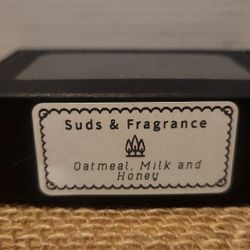 Suds & Fragrance
Oatmeal, Milk and
Honey